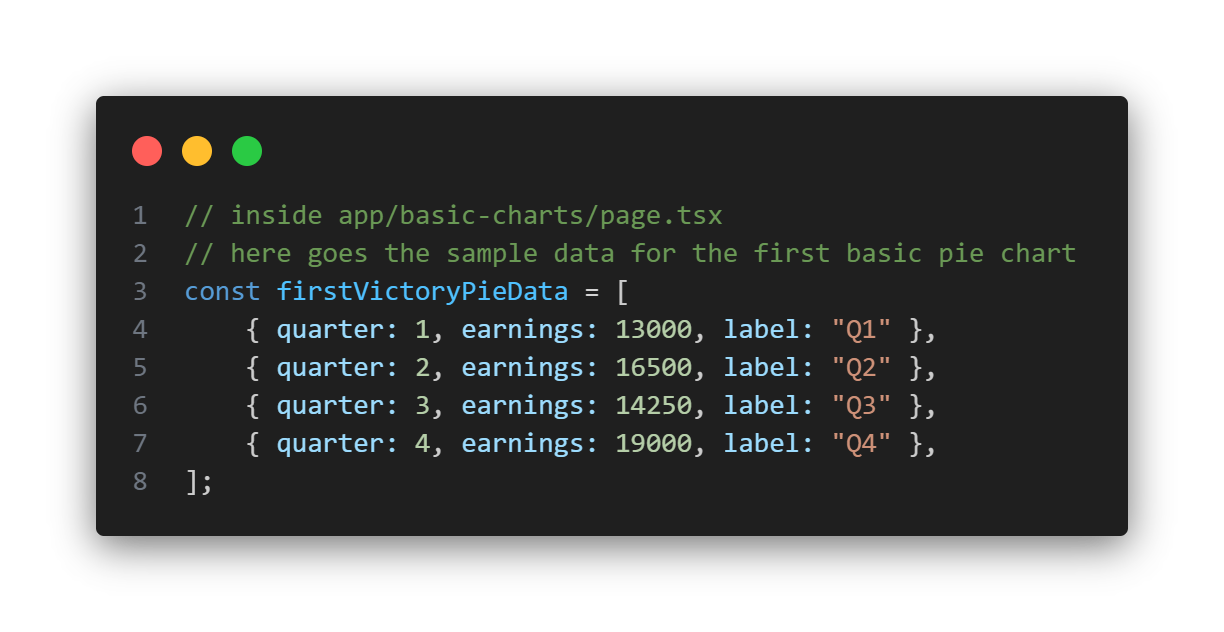 1 // inside app/basic-charts/page.tsx
2 // here goes the sample data for the first basic pie chart
3 const firstVictoryPieData = [
4     { quarter: 1, earnings: 13000, label: "Q1" },
5     { quarter: 2, earnings: 16500, label: "Q2" },
6     { quarter: 3, earnings: 14250, label: "Q3" },
7     { quarter: 4, earnings: 19000, label: "Q4" },
8 ];